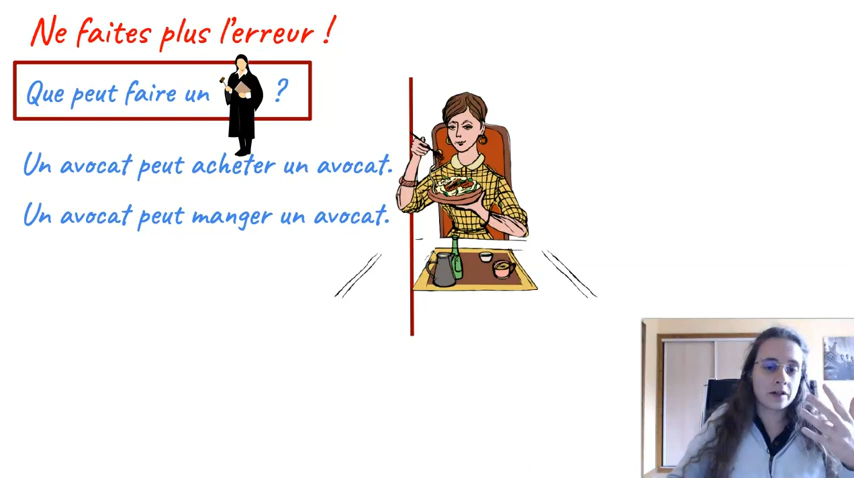 Ne faites plus l'erreur !
Que peut faire un ?
Un avocat peut acheter un avocat.
Un avocat peut manger un avocat.